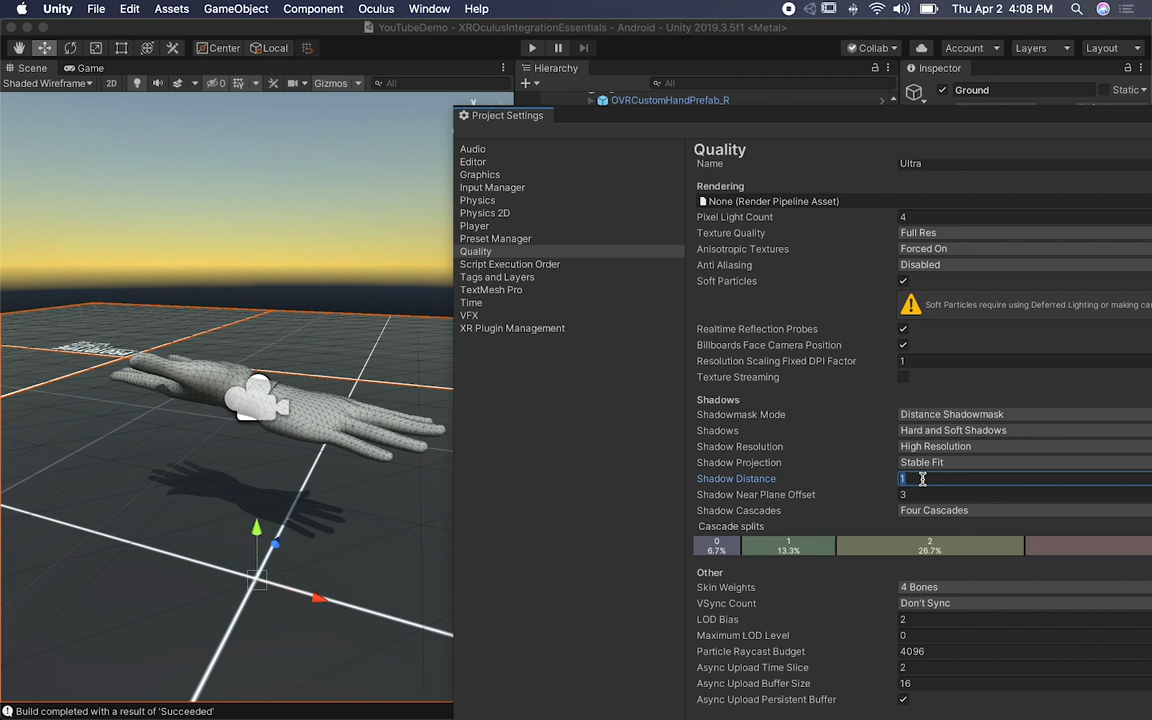 Unity File Edit Assets GameObject Component Oculus Window Help Thu Apr 2 4:08 PM
YouTubeDemo - XROculusIntegrationEssentials - Android - Unity 2019.3.5f1 <Metal>
Center Local Collab Account Layers Layout
Scene Game Hierarchy Inspector
Shaded Wireframe 2D 0 Gizmos All All Ground Static
OVRCustomHandPrefab_R
y
Project Settings
Audio
Editor
Graphics
Input Manager
Physics
Physics 2D
Player
Preset Manager
Quality
Script Execution Order
Tags and Layers
TextMesh Pro
Time
VFX
XR Plugin Management
Quality
Name Ultra
Rendering
None (Render Pipeline Asset)
Pixel Light Count 4
Texture Quality Full Res
Anisotropic Textures Forced On
Anti Aliasing Disabled
Soft Particles
Soft Particles require using Deferred Lighting or making ca
Realtime Reflection Probes
Billboards Face Camera Position
Resolution Scaling Fixed DPI Factor 1
Texture Streaming
Shadows
Shadowmask Mode Distance Shadowmask
Shadows Hard and Soft Shadows
Shadow Resolution High Resolution
Shadow Projection Stable Fit
Shadow Distance 1
Shadow Near Plane Offset 3
Shadow Cascades Four Cascades
Cascade splits
0 1 2
6.7% 13.3% 26.7%
Other
Skin Weights 4 Bones
VSync Count Don't Sync
LOD Bias 2
Maximum LOD Level 0
Particle Raycast Budget 4096
Async Upload Time Slice 2
Async Upload Buffer Size 16
Async Upload Persistent Buffer
Build completed with a result of 'Succeeded'